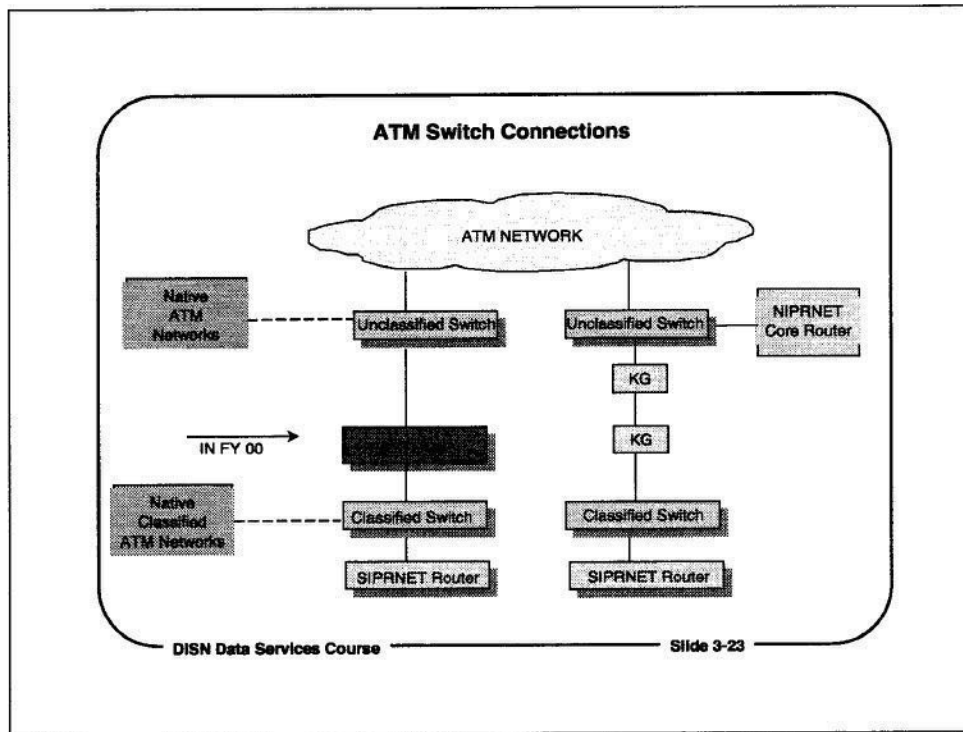 ATM Switch Connections
ATM NETWORK
Native
ATM
Networks
Unclassified Switch
Unclassified Switch
NIPRNET
Core Router
KG
IN FY 00
KG
Native
Classified
ATM Networks
Classified Switch
Classified Switch
SIPRNET Router
SIPRNET Router
DISN Data Services Course
Slide 3-23